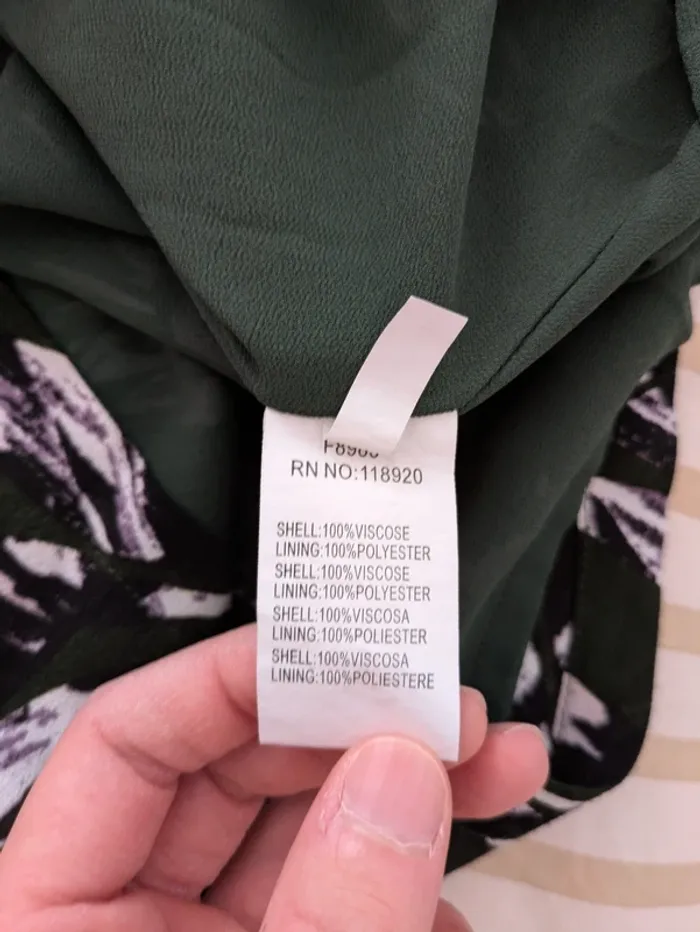 RN NO:118920
SHELL:100%VISCOSE
LINING:100%POLYESTER
SHELL:100%VISCOSE
LINING:100%POLYESTER
SHELL:100%VISCOSA
LINING:100%POLIESTER
SHELL:100%VISCOSA
LINING:100%POLIESTERE